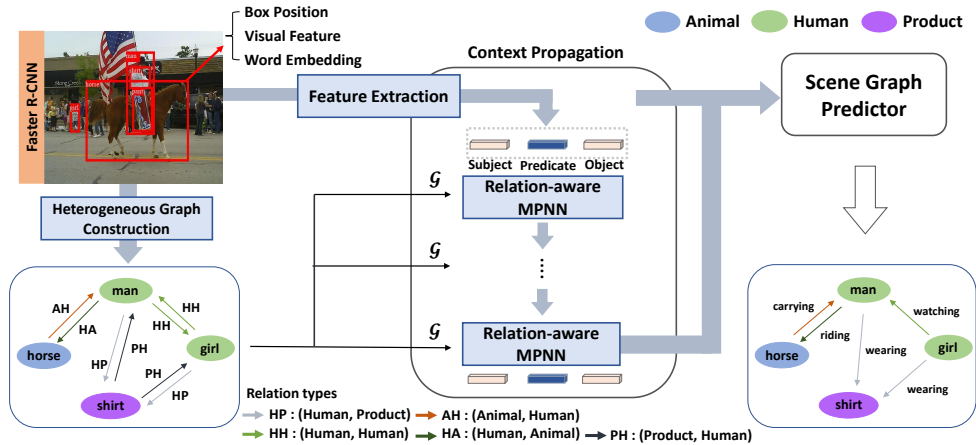 Box Position
Visual Feature
Word Embedding
Animal
Human
Product
Faster R-CNN
man
horse
girl
Feature Extraction
Context Propagation
Scene Graph
Predictor
Subject
Predicate
Object
Heterogeneous Graph
Construction
𝒢
Relation-aware
MPNN
𝒢
......
𝒢
Relation-aware
MPNN
man
AH
HA
HH
HH
horse
HP
PH
PH
HP
girl
shirt
man
carrying
riding
watching
wearing
horse
girl
wearing
shirt
Relation types
HP : (Human, Product)
AH : (Animal, Human)
HH : (Human, Human)
HA : (Human, Animal)
PH : (Product, Human)